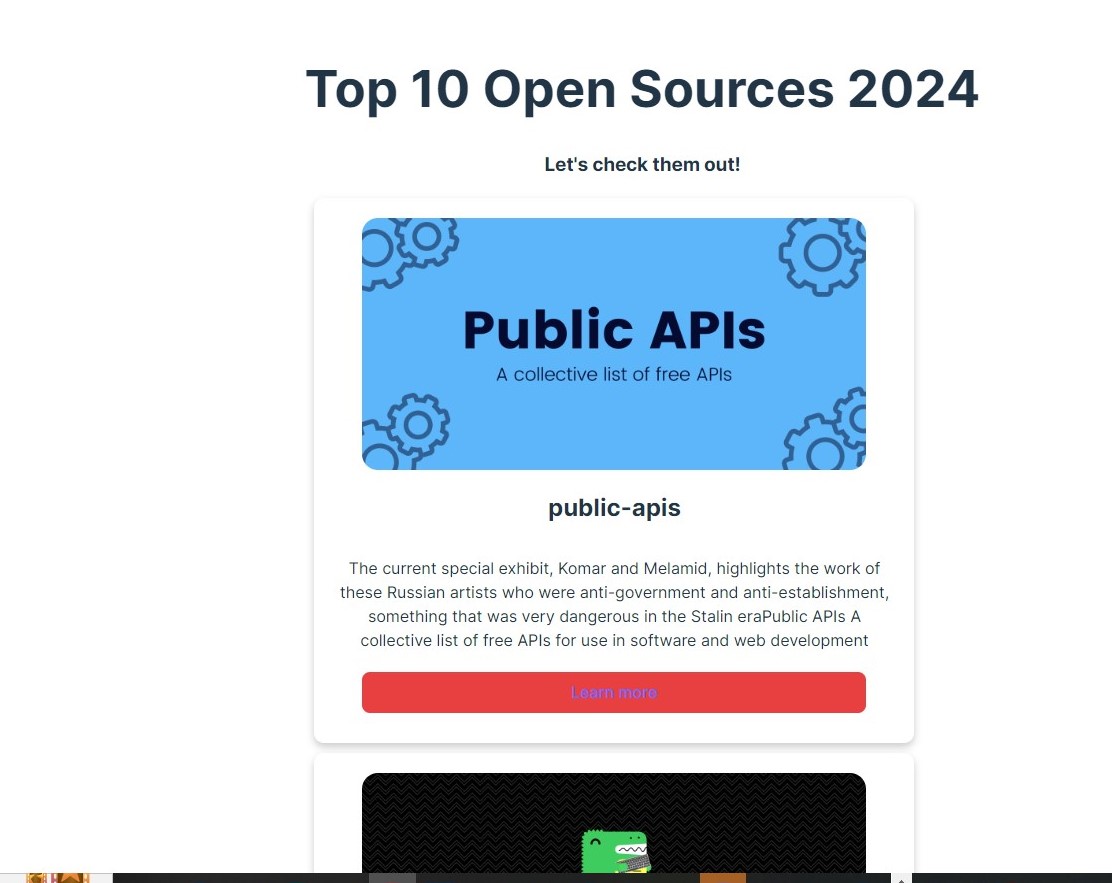 Top 10 Open Sources 2024
Let's check them out!
Public APIs
A collective list of free APIs
public-apis
The current special exhibit, Komar and Melamid, highlights the work of
these Russian artists who were anti-government and anti-establishment,
something that was very dangerous in the Stalin eraPublic APIs A
collective list of free APIs for use in software and web development
Learn more